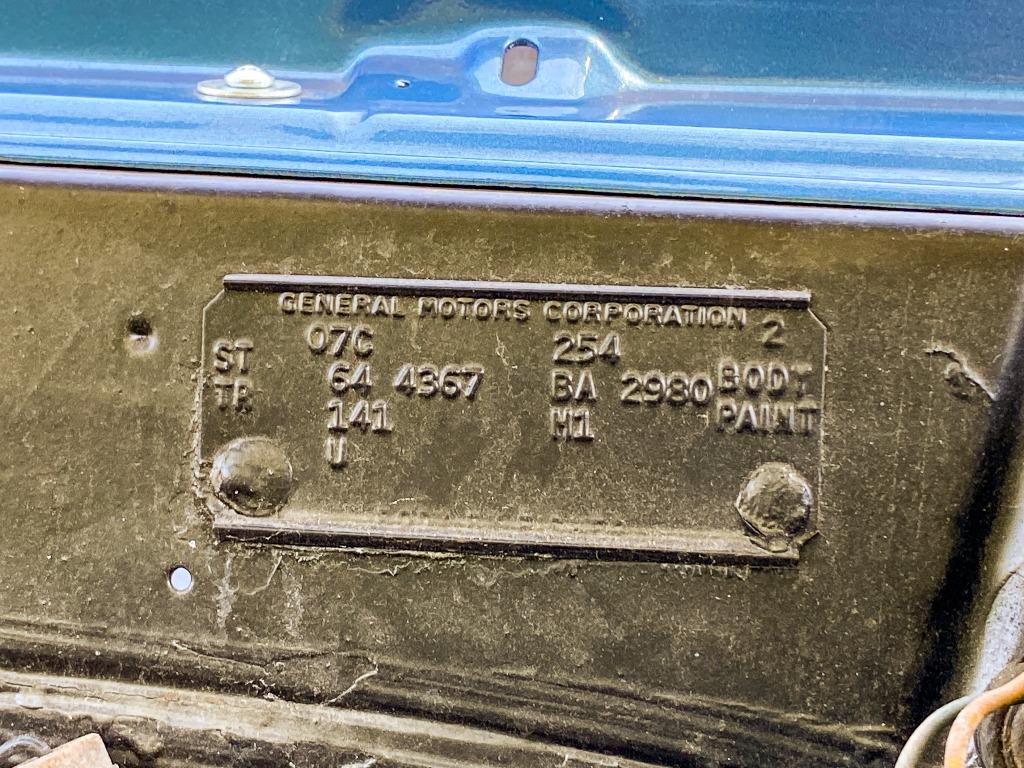 GENERAL MOTORS CORPORATION
07C 254 2
ST 64 4367 BA 2980 BODY
TR 141 H1 PAINT
U